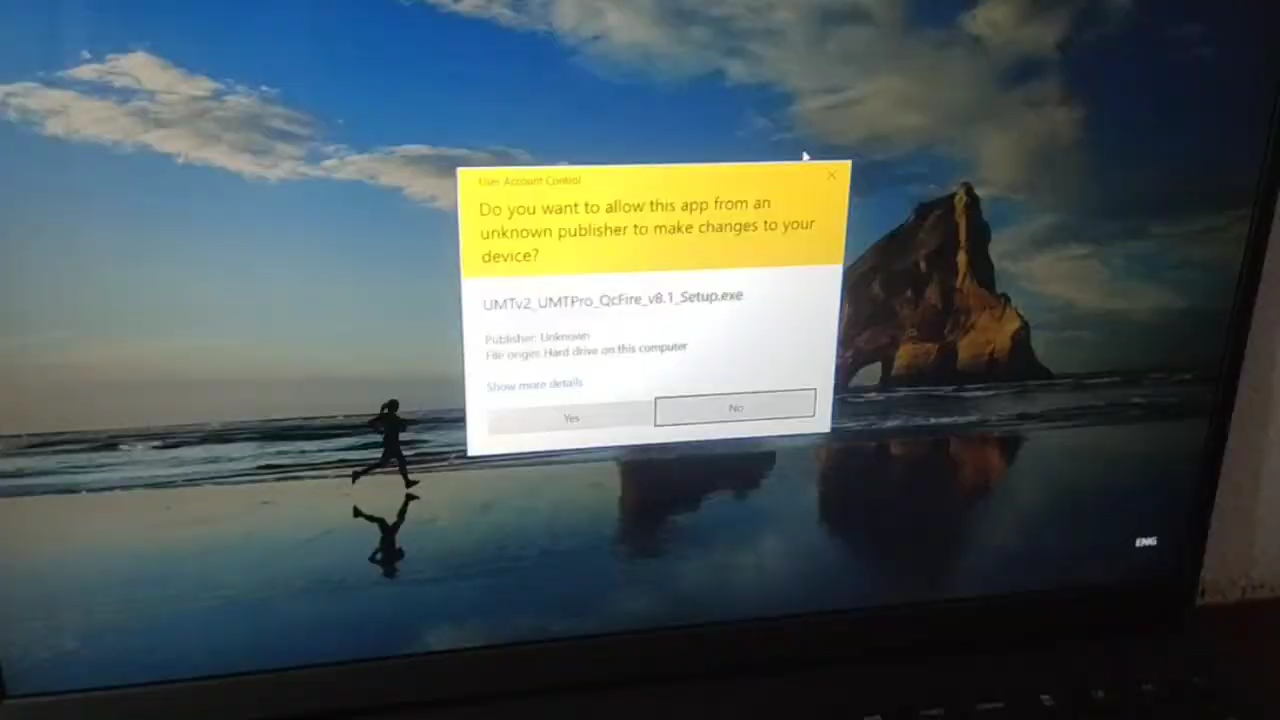 User Account Control
Do you want to allow this app from an
unknown publisher to make changes to your
device?
UMTv2_UMTPro_QcFire_v8.1_Setup.exe
Publisher: Unknown
File origin: Hard drive on this computer
Show more details
Yes
No
ENG